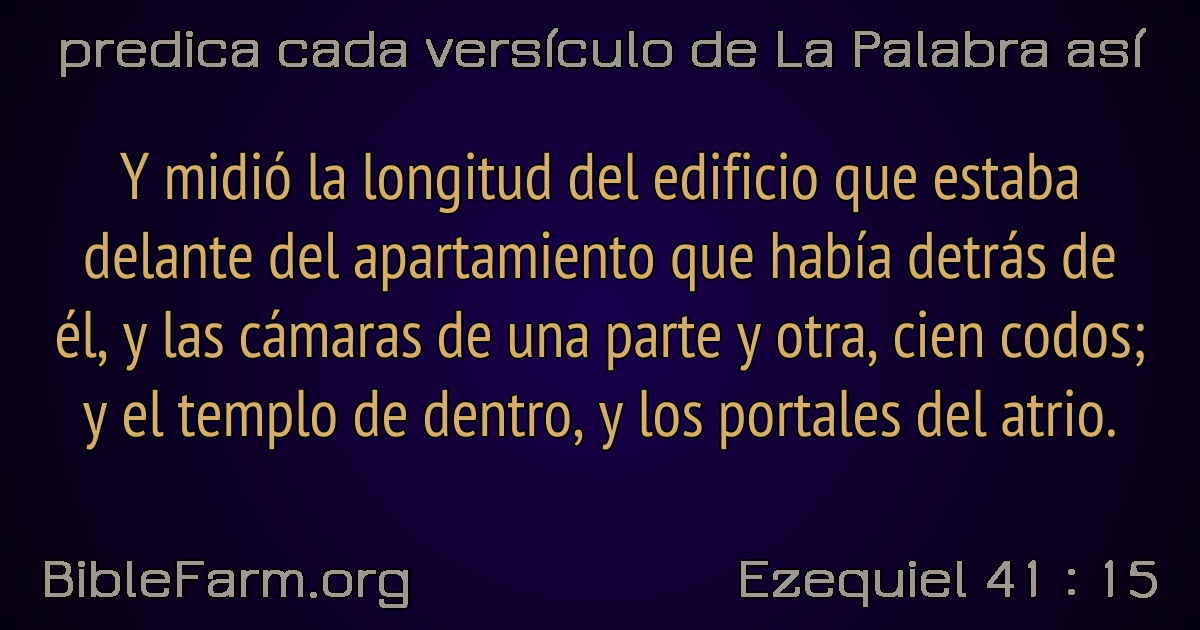 predica cada versículo de La Palabra así
Y midió la longitud del edificio que estaba
delante del apartamiento que había detrás de
él, y las cámaras de una parte y otra, cien codos;
y el templo de dentro, y los portales del atrio.
BibleFarm.org
Ezequiel 41 : 15